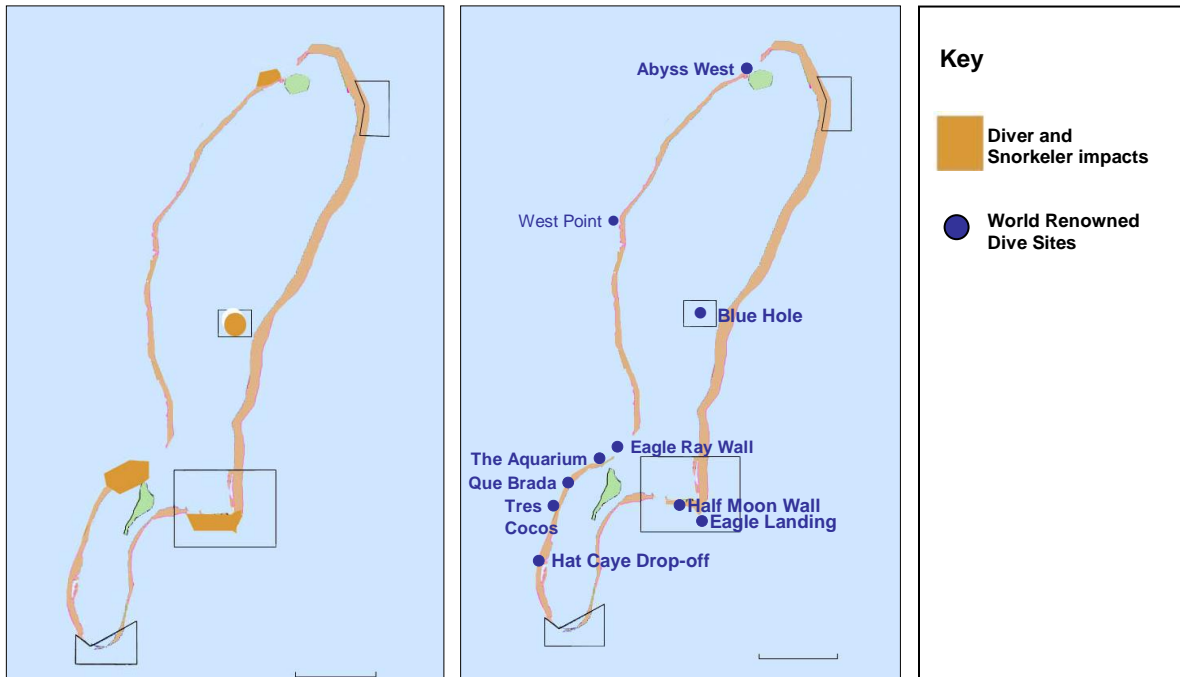 Abyss West
West Point
Blue Hole
Eagle Ray Wall
The Aquarium
Que Brada
Tres
Cocos
Half Moon Wall
Eagle Landing
Hat Caye Drop-off
Key
Diver and
Snorkeler impacts
World Renowned
Dive Sites